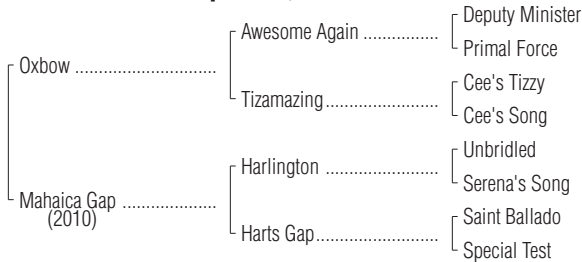 Deputy Minister
Awesome Again ................
Primal Force
Oxbow ..............................
Cee's Tizzy
Tizamazing........................
Cee's Song
Unbridled
Harlington ........................
Serena's Song
Mahaica Gap ....................
(2010)
Saint Ballado
Harts Gap..........................
Special Test